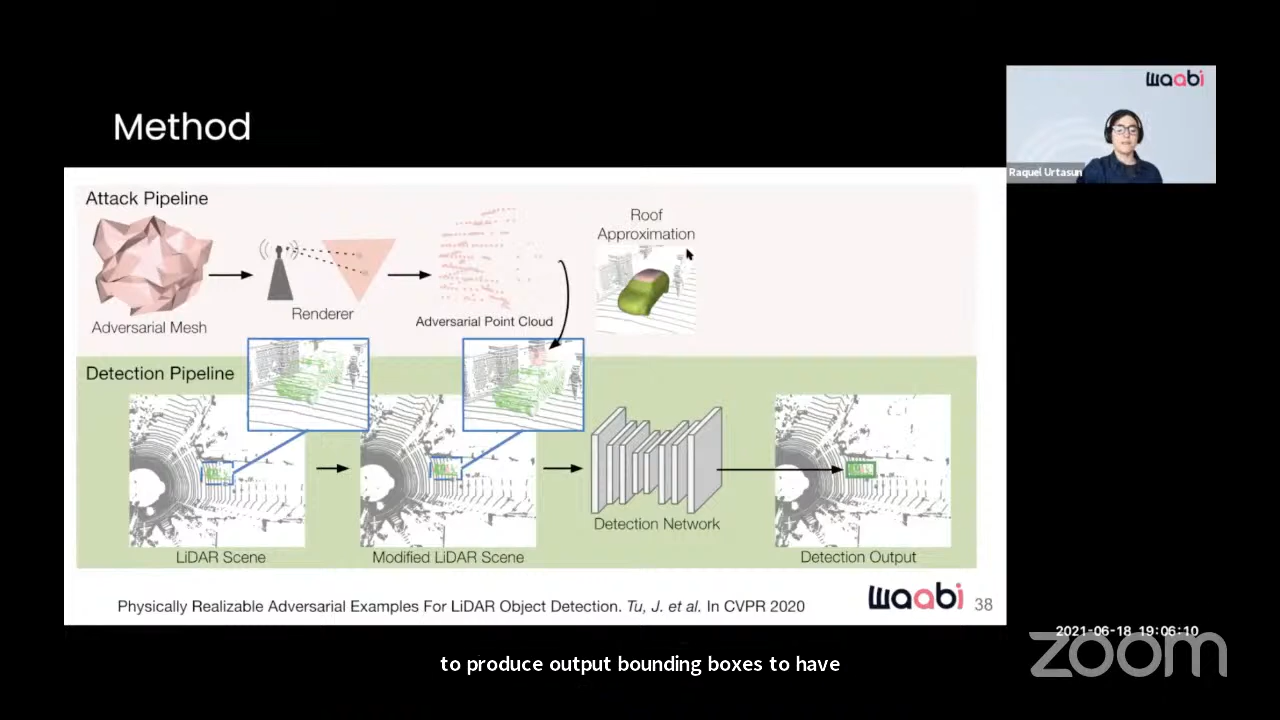 Method
waabi
Raquel Urtasun
Attack Pipeline
Roof
Approximation
Renderer
Adversarial Mesh
Adversarial Point Cloud
Detection Pipeline
Detection Network
LiDAR Scene
Modified LiDAR Scene
Detection Output
Physically Realizable Adversarial Examples For LiDAR Object Detection. Tu, J. et al. In CVPR 2020
waabi
38
2021-06-18 19:06:10
zoom
to produce output bounding boxes to have